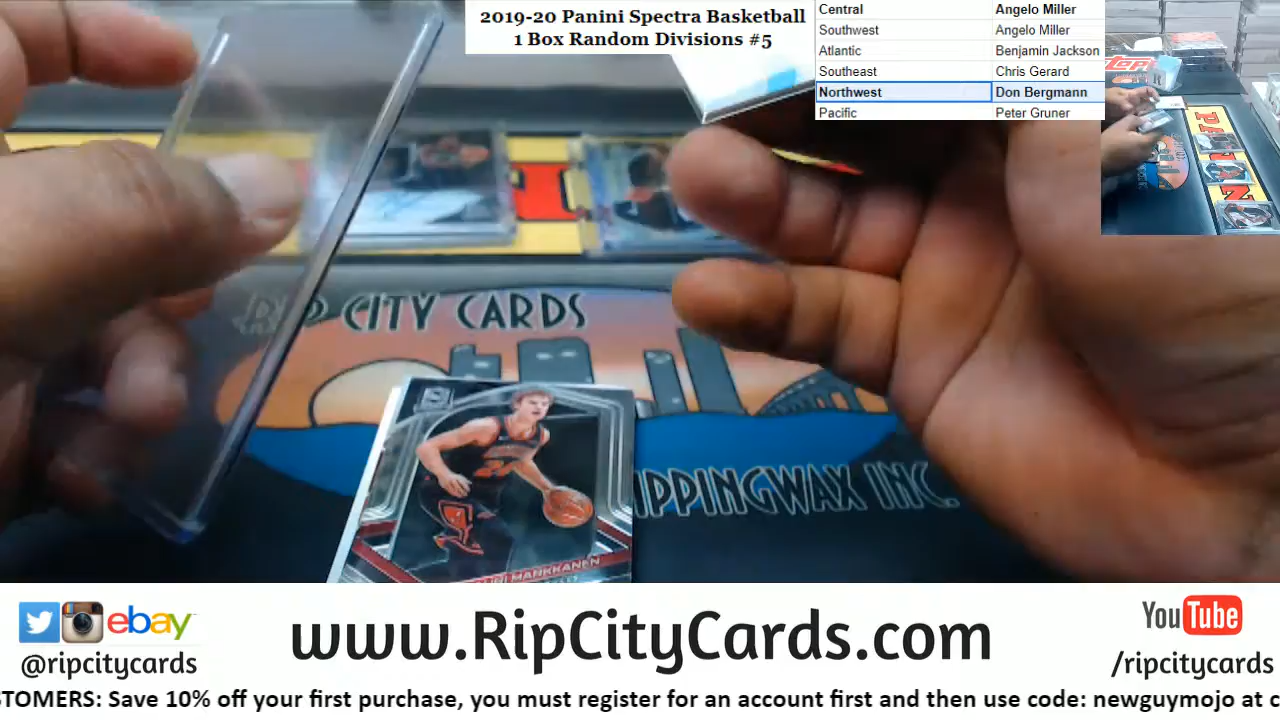 2019-20 Panini Spectra Basketball
1 Box Random Divisions #5
Central Angelo Miller
Southwest Angelo Miller
Atlantic Benjamin Jackson
Southeast Chris Gerard
Northwest Don Bergmann
Pacific Peter Gruner
RIP CITY CARDS
24
MARKKANEN
RIPPINGWAX INC.
ebay
@ripcitycards
www.RipCityCards.com
YouTube
/ripcitycards
STOMERS: Save 10% off your first purchase, you must register for an account first and then use code: newguymojo at c